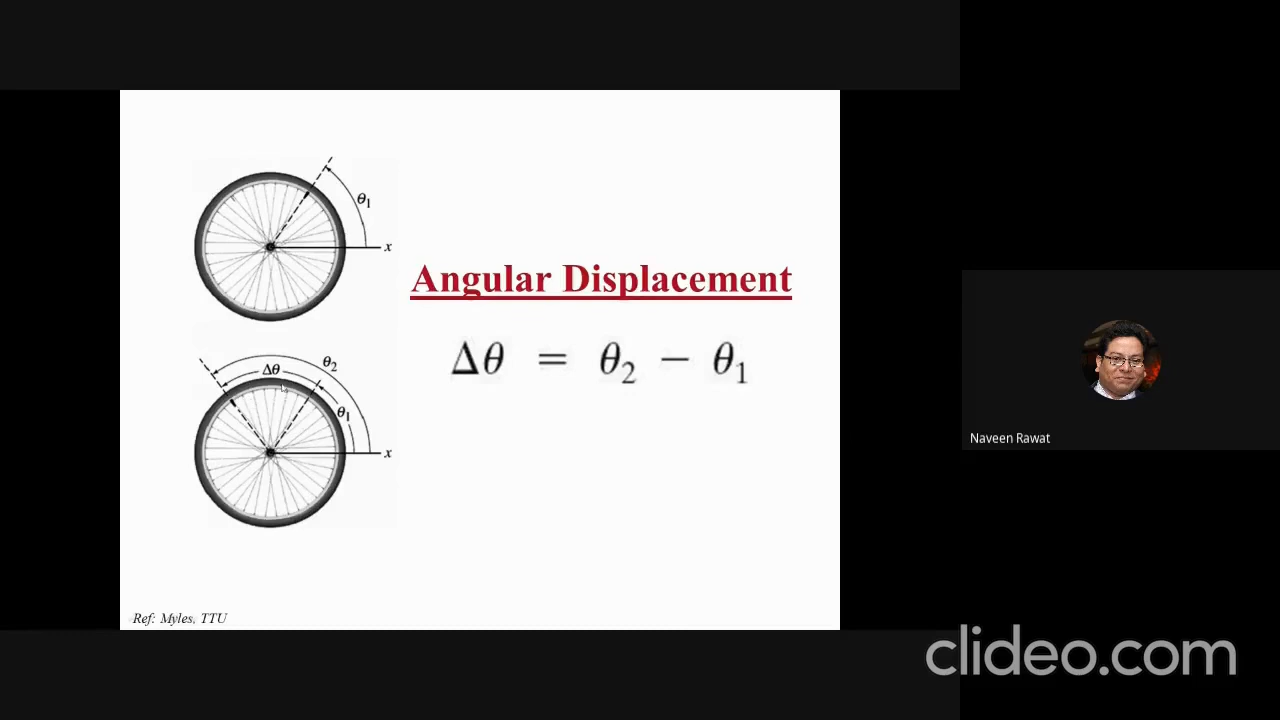 θ₁
x
Angular Displacement
Δθ = θ₂ − θ₁
θ₂
Δθ
θ₁
x
Naveen Rawat
Ref: Myles, TTU
clideo.com